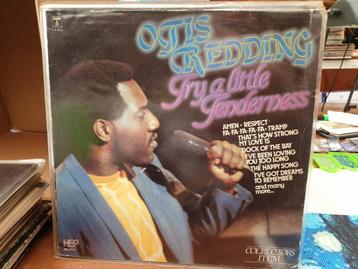 OTIS
REDDING
Try a little
Tenderness
AMEN - RESPECT
FA-FA-FA-FA-FA - TRAMP
THAT'S HOW STRONG
MY LOVE IS
DOCK OF THE BAY
I'VE BEEN LOVING
YOU TOO LONG
THE HAPPY SONG
I'VE GOT DREAMS
TO REMEMBER
and many
more...
COLLECTORS
ITEM